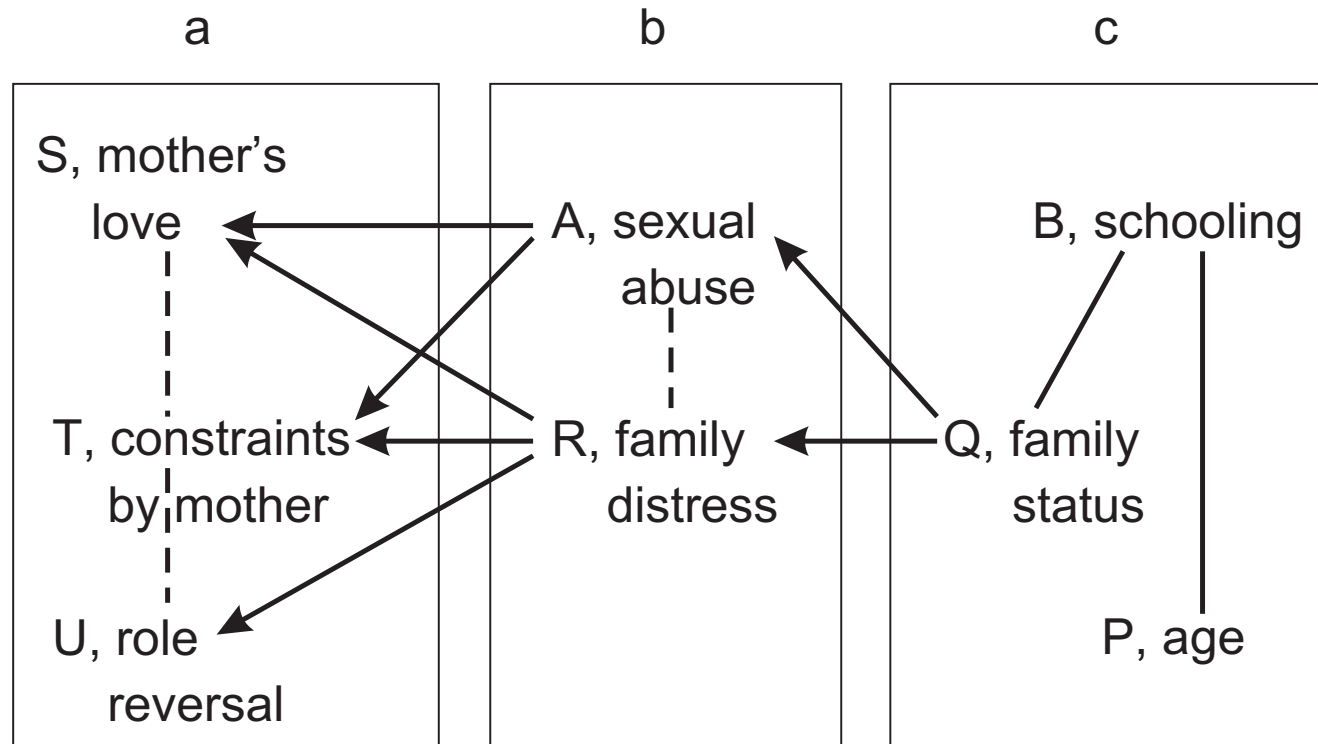 a
b
c
S, mother’s
love
T, constraints
by mother
U, role
reversal
A, sexual
abuse
R, family
distress
B, schooling
Q, family
status
P, age